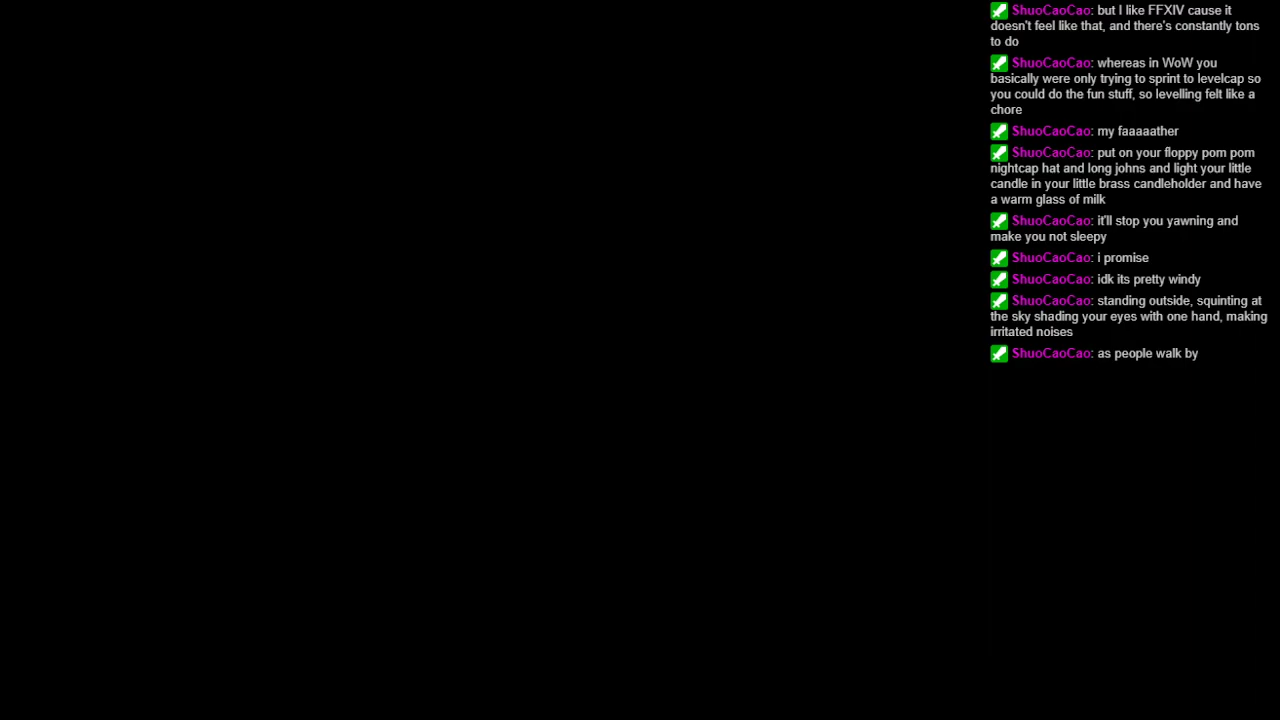 ShuoCaoCao: but I like FFXIV cause it
doesn't feel like that, and there's constantly tons
to do
ShuoCaoCao: whereas in WoW you
basically were only trying to sprint to levelcap so
you could do the fun stuff, so levelling felt like a
chore
ShuoCaoCao: my faaaaather
ShuoCaoCao: put on your floppy pom pom
nightcap hat and long johns and light your little
candle in your little brass candleholder and have
a warm glass of milk
ShuoCaoCao: it'll stop you yawning and
make you not sleepy
ShuoCaoCao: i promise
ShuoCaoCao: idk its pretty windy
ShuoCaoCao: standing outside, squinting at
the sky shading your eyes with one hand, making
irritated noises
ShuoCaoCao: as people walk by